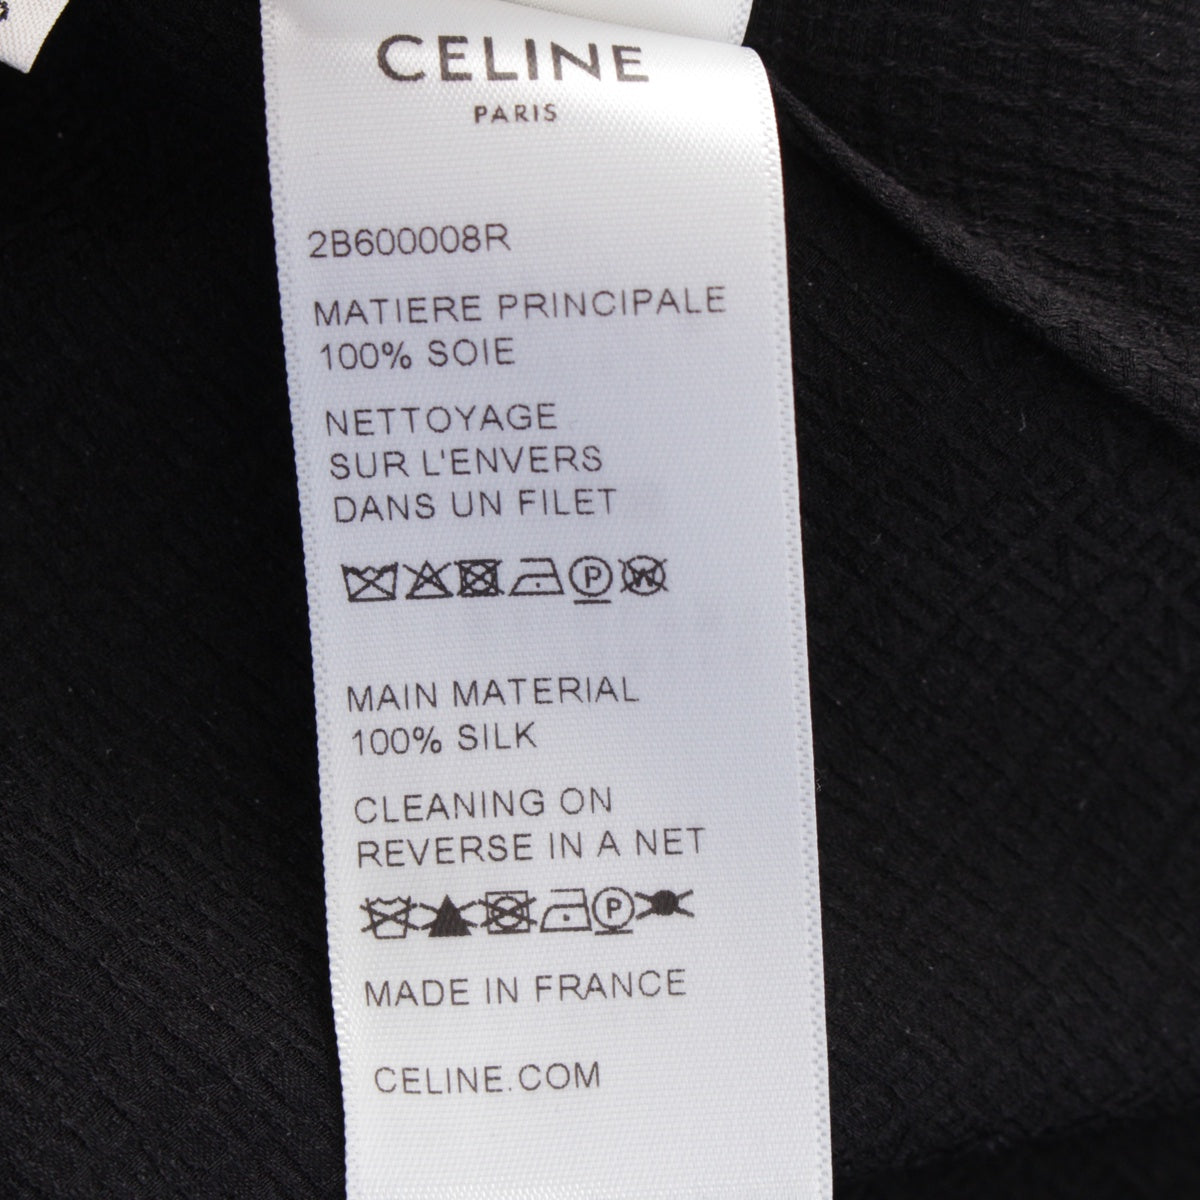 CELINE
PARIS
2B600008R
MATIERE PRINCIPALE
100% SOIE
NETTOYAGE
SUR L'ENVERS
DANS UN FILET
P W
MAIN MATERIAL
100% SILK
CLEANING ON
REVERSE IN A NET
P
MADE IN FRANCE
CELINE.COM